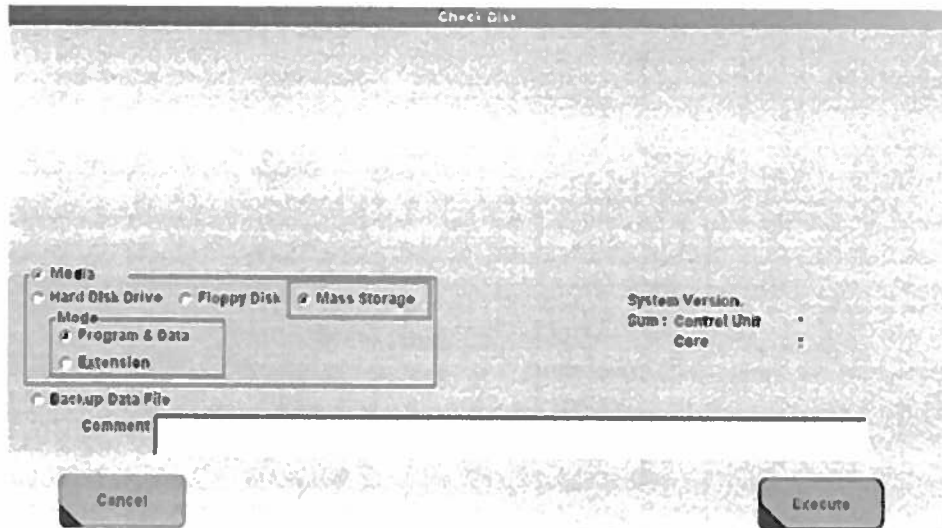 Check Disk
Media
Hard Disk Drive Floppy Disk Mass Storage
Mode
Program & Data
Extension
System Version
Sum : Control Unit :
Core :
Backup Data File
Comment
Cancel Execute